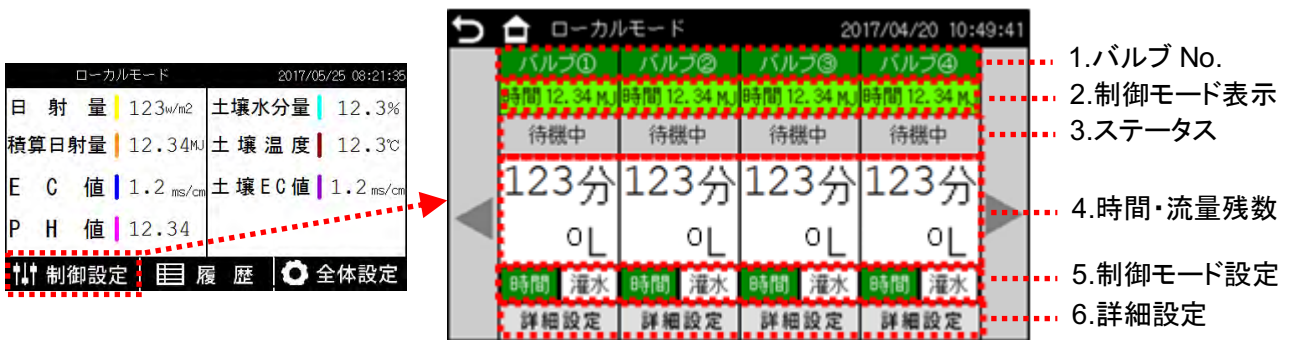 ローカルモード 2017/05/25 08:21:35
日 射 量 123w/m2 土壌水分量 12.3%
積算日射量 12.34MJ 土 壌 温 度 12.3℃
E C 値 1.2 ms/cm 土 壌 E C 値 1.2 ms/cm
P H 値 12.34
制御設定 履 歴 全体設定
ローカルモード 2017/04/20 10:49:41
バルブ① バルブ② バルブ③ バルブ④
時間 12.34 MJ 時間 12.34 MJ 時間 12.34 MJ 時間 12.34 M
待機中 待機中 待機中 待機中
123分 123分 123分 123分
0L 0L 0L 0L
時間 灌水 時間 灌水 時間 灌水 時間 灌水
詳細設定 詳細設定 詳細設定 詳細設定
1.バルブ No.
2.制御モード表示
3.ステータス
4.時間・流量残数
5.制御モード設定
6.詳細設定